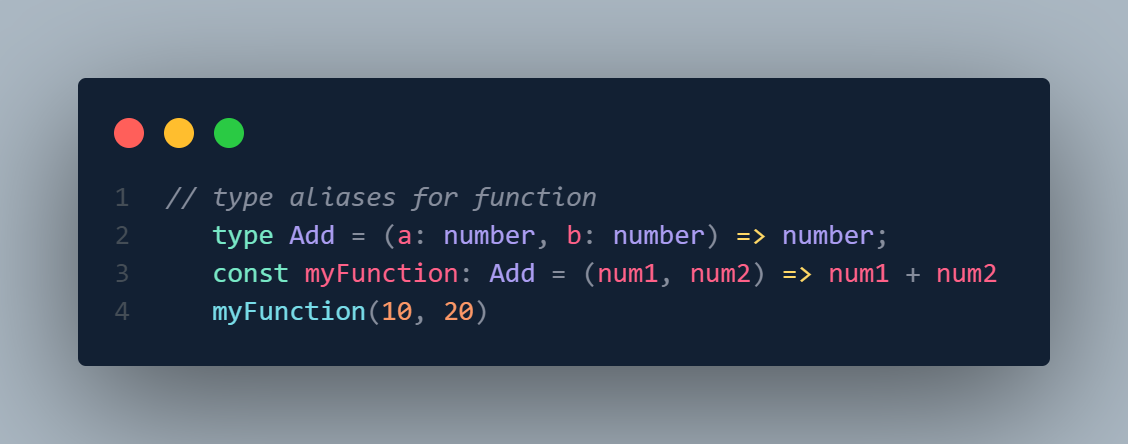 1 // type aliases for function
2 type Add = (a: number, b: number) => number;
3 const myFunction: Add = (num1, num2) => num1 + num2
4 myFunction(10, 20)